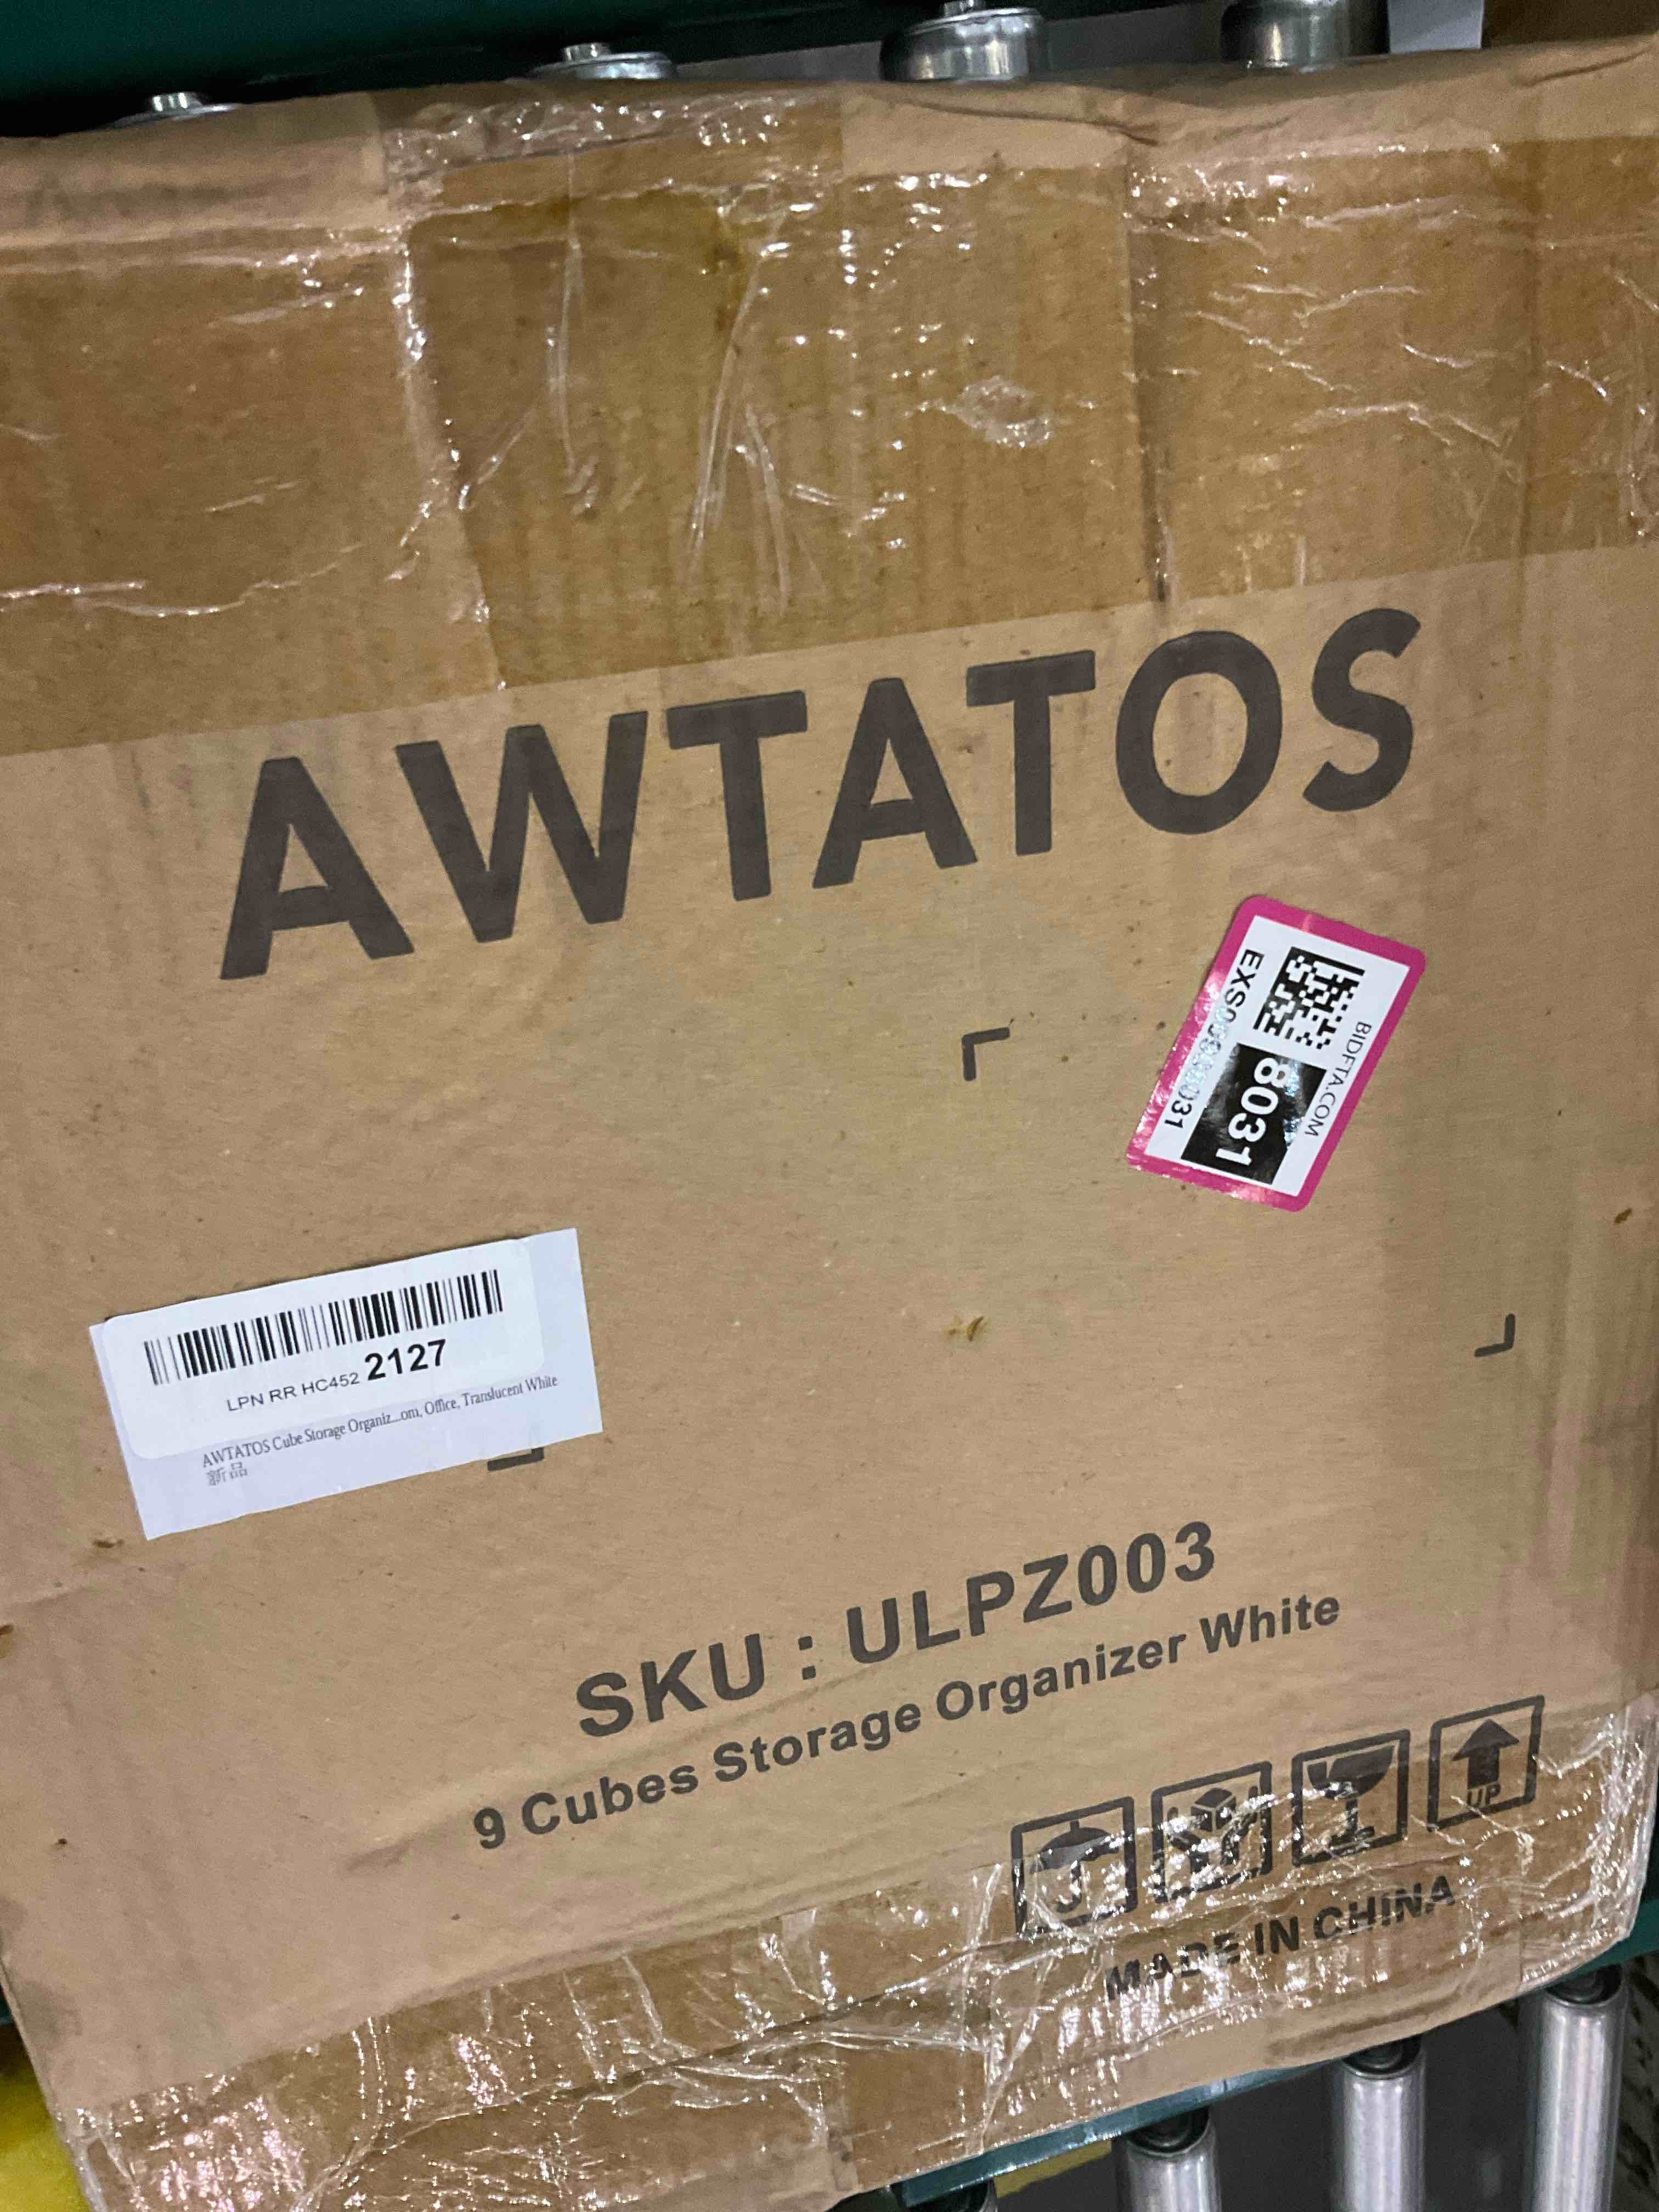 AWTATOS
BIDFTA.COM
8031
LPN RR HC452 2127
AWTATOS Cube Storage Organiz...om, Office, Translucent White
新品
SKU : ULPZ003
9 Cubes Storage Organizer White
UP
MADE IN CHINA